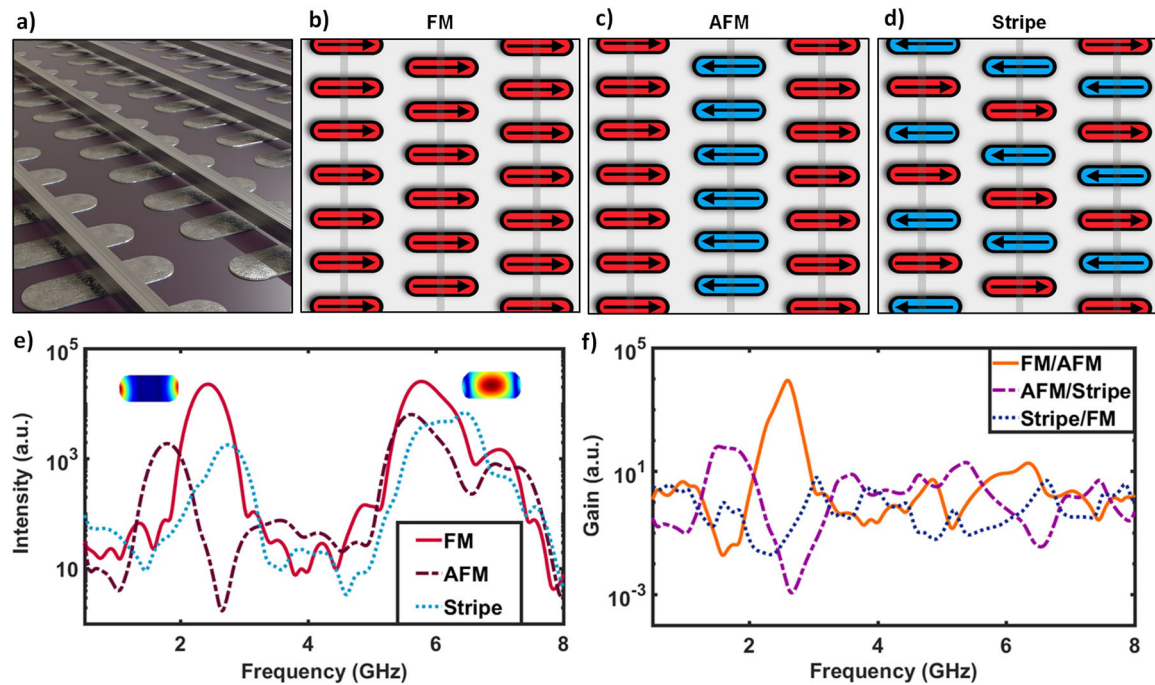 a)
b)
FM
c)
AFM
d)
Stripe
e)
10^5
10^3
10
Intensity (a.u.)
2
4
6
8
Frequency (GHz)
FM
AFM
Stripe
f)
10^5
10^1
10^-3
Gain (a.u.)
2
4
6
8
Frequency (GHz)
FM/AFM
AFM/Stripe
Stripe/FM